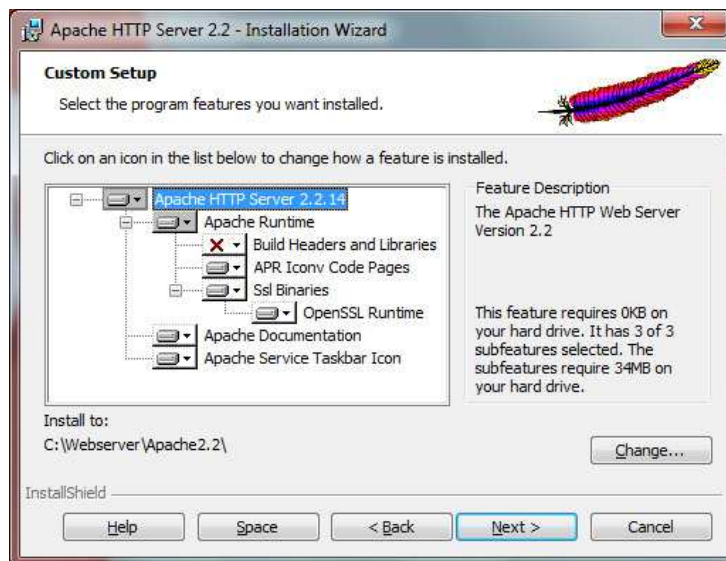 Apache HTTP Server 2.2 - Installation Wizard
Custom Setup
Select the program features you want installed.
Click on an icon in the list below to change how a feature is installed.
Apache HTTP Server 2.2.14
Apache Runtime
Build Headers and Libraries
APR Iconv Code Pages
Ssl Binaries
OpenSSL Runtime
Apache Documentation
Apache Service Taskbar Icon
Feature Description
The Apache HTTP Web Server
Version 2.2
This feature requires 0KB on
your hard drive. It has 3 of 3
subfeatures selected. The
subfeatures require 34MB on
your hard drive.
Install to:
C:\Webserver\Apache2.2\
Change...
InstallShield
Help
Space
< Back
Next >
Cancel